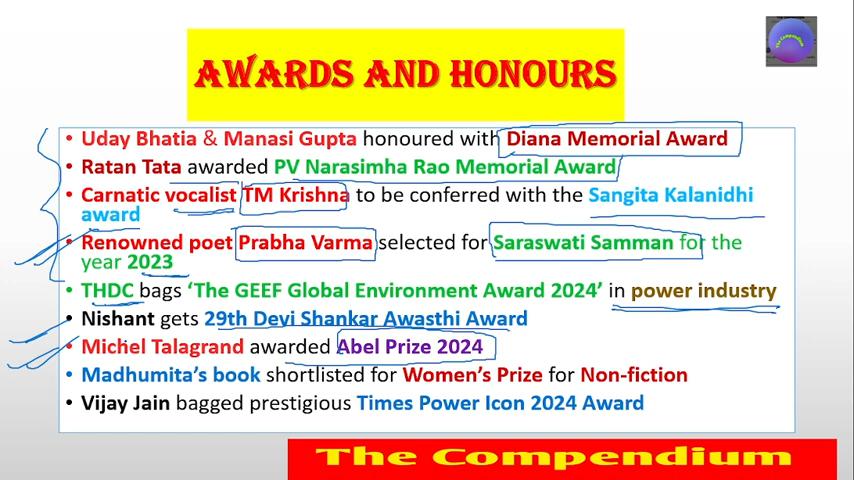 AWARDS AND HONOURS
The Compendium
• Uday Bhatia & Manasi Gupta honoured with Diana Memorial Award
• Ratan Tata awarded PV Narasimha Rao Memorial Award
• Carnatic vocalist TM Krishna to be conferred with the Sangita Kalanidhi
award
• Renowned poet Prabha Varma selected for Saraswati Samman for the
year 2023
• THDC bags ‘The GEEF Global Environment Award 2024’ in power industry
• Nishant gets 29th Devi Shankar Awasthi Award
• Michel Talagrand awarded Abel Prize 2024
• Madhumita’s book shortlisted for Women’s Prize for Non-fiction
• Vijay Jain bagged prestigious Times Power Icon 2024 Award
The Compendium